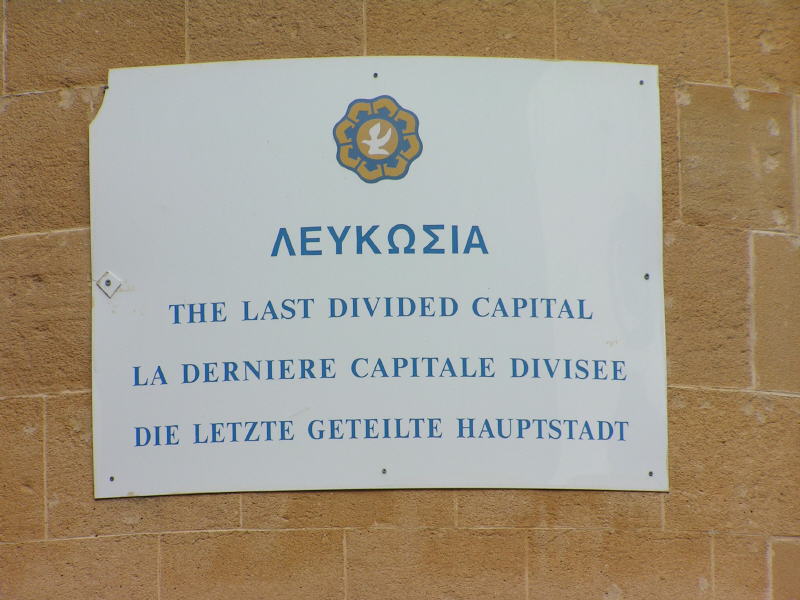 ΛΕΥΚΩΣΙΑ
THE LAST DIVIDED CAPITAL
LA DERNIERE CAPITALE DIVISEE
DIE LETZTE GETEILTE HAUPTSTADT